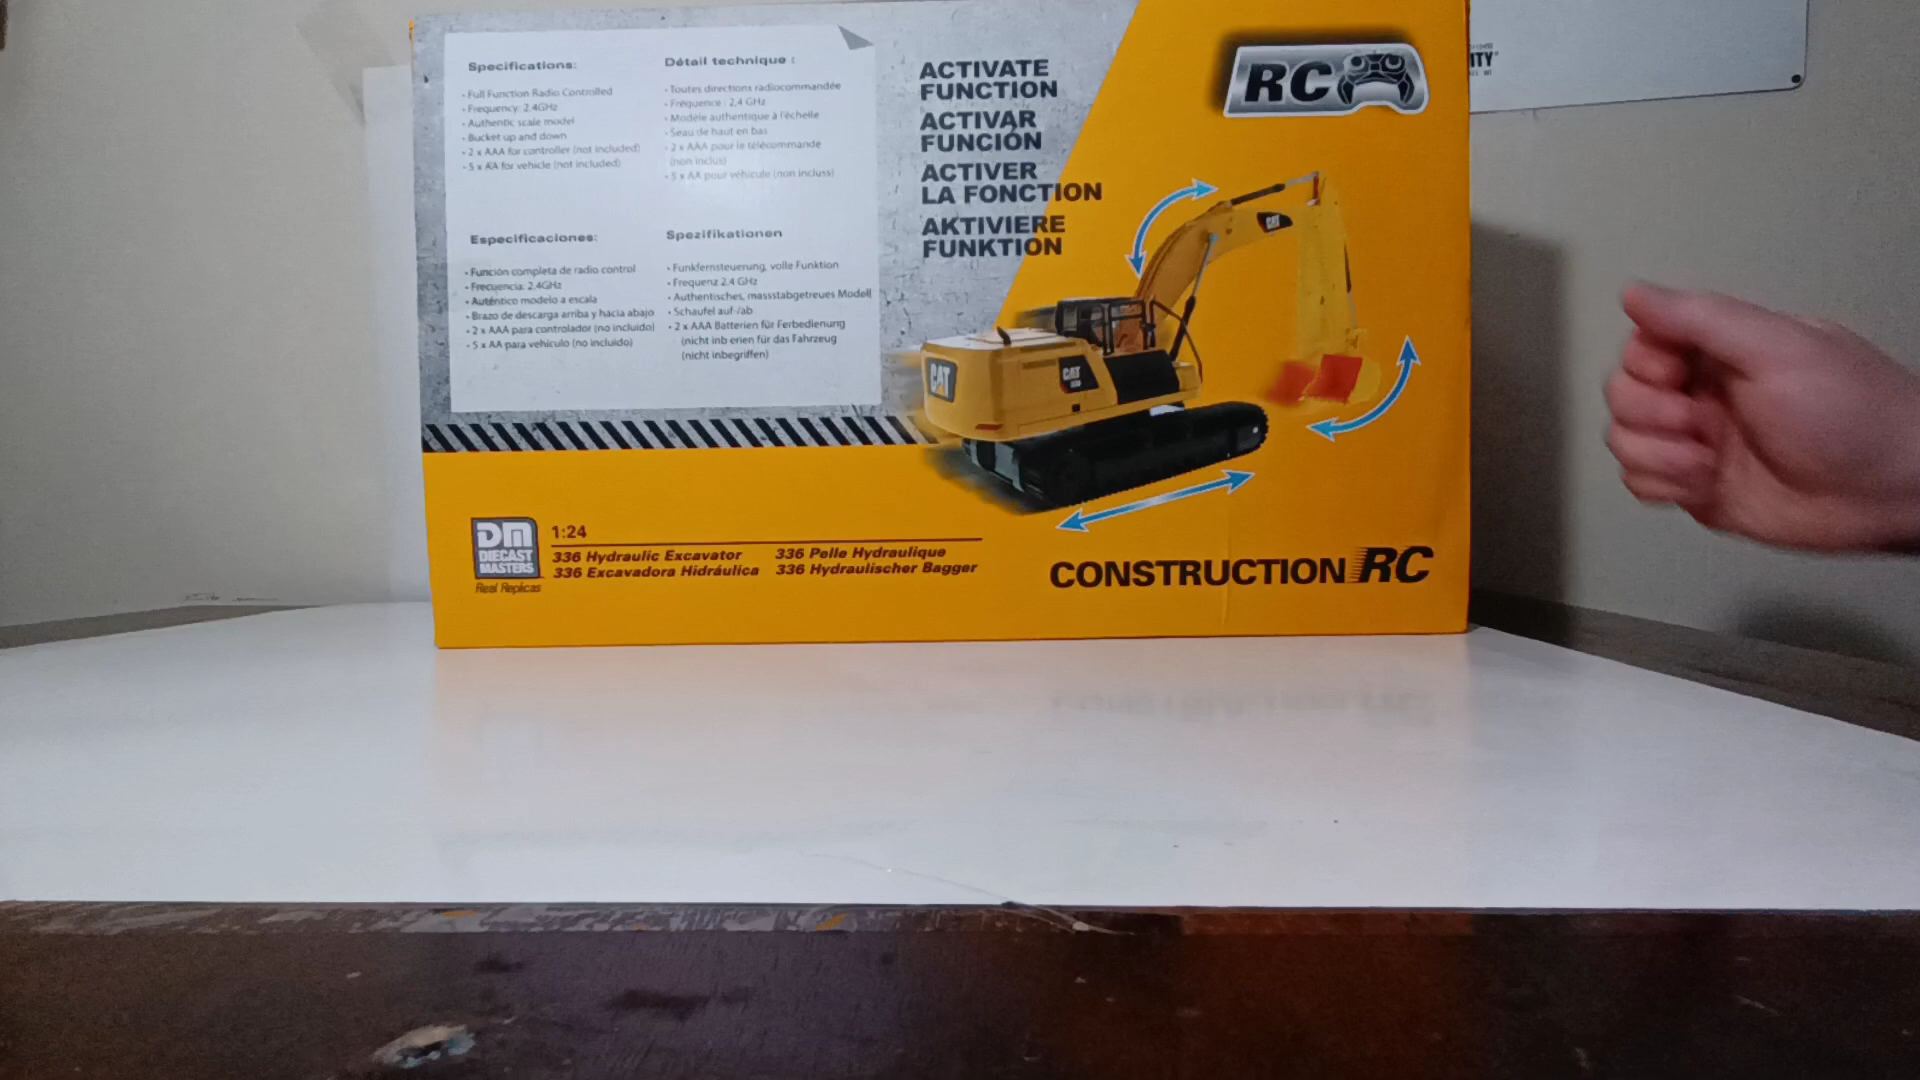 Specifications:
• Full Function Radio Controlled
• Frequency: 2.4GHz
• Authentic scale model
• Bucket up and down
• 2 x AAA for controller (not included)
• 5 x AA for vehicle (not included)
Détail technique :
• Toutes directions radiocommandée
• Fréquence : 2,4 GHz
• Modèle authentique à l'échelle
• Seau de haut en bas
• 2 x AAA pour le télécommande
(non inclus)
• 5 x AA pour véhicule (non incluss)
Especificaciones:
• Función completa de radio control
• Frecuencia: 2.4GHz
• Auténtico modelo a escala
• Brazo de descarga arriba y hacia abajo
• 2 x AAA para controlador (no incluido)
• 5 x AA para vehículo (no incluido)
Spezifikationen
• Funkfernsteuerung, volle Funktion
• Frequenz 2.4 GHz
• Authentisches, massstabgetreues Modell
• Schaufel auf-/ab
• 2 x AAA Batterien für Ferbedienung
(nicht inb erien für das Fahrzeug
(nicht inbegriffen)
ACTIVATE
FUNCTION
ACTIVAR
FUNCIÓN
ACTIVER
LA FONCTION
AKTIVIERE
FUNKTION
RC
CAT
CAT
CAT
DM
DIECAST
MASTERS
Real Replicas
1:24
336 Hydraulic Excavator
336 Excavadora Hidráulica
336 Pelle Hydraulique
336 Hydraulischer Bagger
CONSTRUCTION RC
ITY